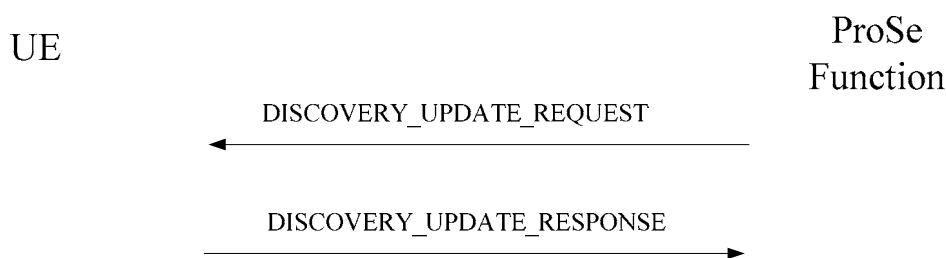 UE
ProSe
Function
DISCOVERY_UPDATE_REQUEST
DISCOVERY_UPDATE_RESPONSE